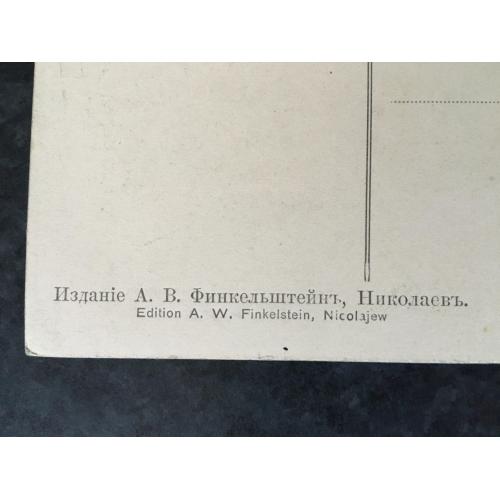 Изданіе А. В. Финкельштейнъ, Николаевъ.
Edition A. W. Finkelstein, Nicolajew